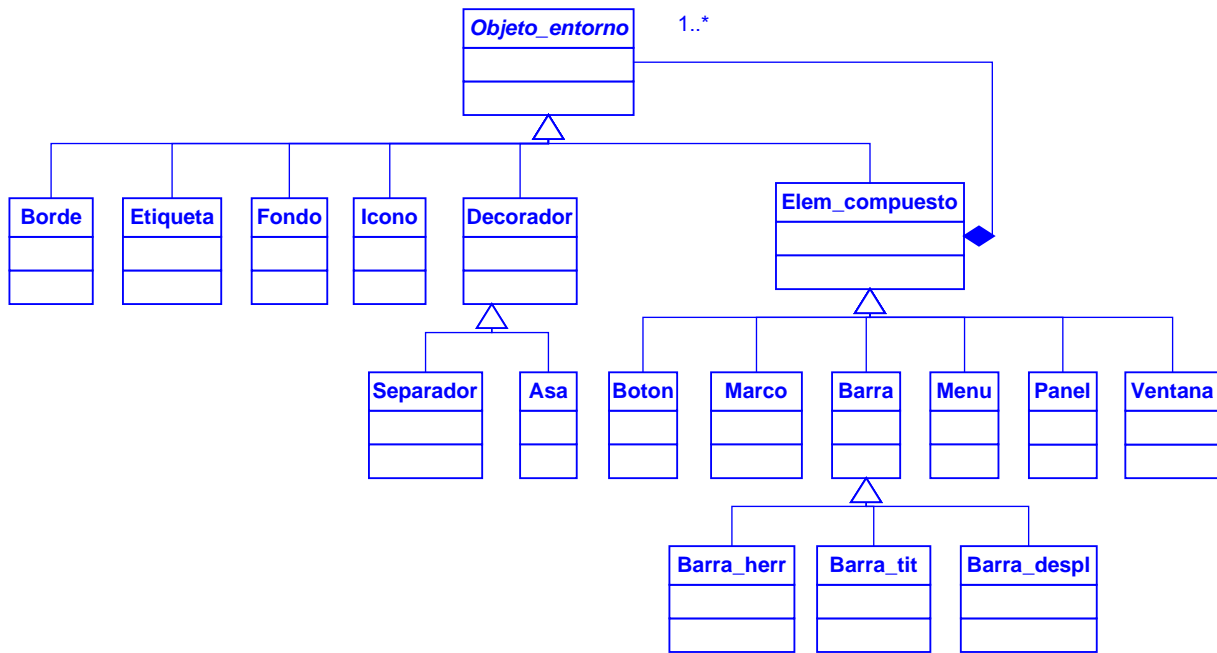 Objeto_entorno
1..*
Borde
Etiqueta
Fondo
Icono
Decorador
Elem_compuesto
Separador
Asa
Boton
Marco
Barra
Menu
Panel
Ventana
Barra_herr
Barra_tit
Barra_despl